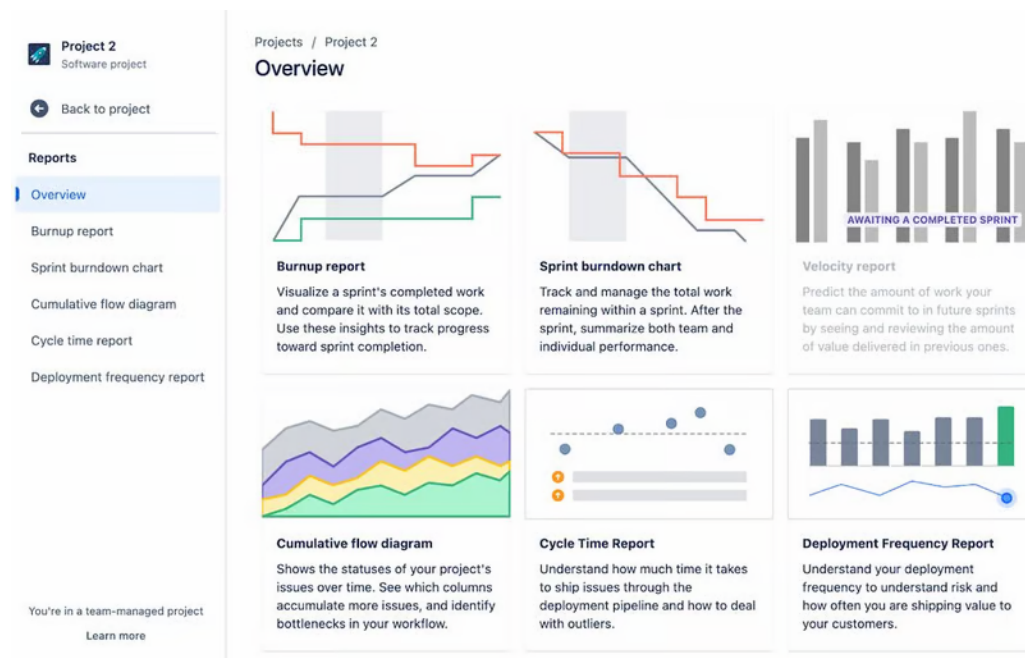 Project 2
Software project
Back to project
Reports
Overview
Burnup report
Sprint burndown chart
Cumulative flow diagram
Cycle time report
Deployment frequency report
You're in a team-managed project
Learn more
Projects / Project 2
Overview
Burnup report
Visualize a sprint's completed work
and compare it with its total scope.
Use these insights to track progress
toward sprint completion.
Sprint burndown chart
Track and manage the total work
remaining within a sprint. After the
sprint, summarize both team and
individual performance.
AWAITING A COMPLETED SPRINT
Velocity report
Predict the amount of work your
team can commit to in future sprints
by seeing and reviewing the amount
of value delivered in previous ones.
Cumulative flow diagram
Shows the statuses of your project's
issues over time. See which columns
accumulate more issues, and identify
bottlenecks in your workflow.
Cycle Time Report
Understand how much time it takes
to ship issues through the
deployment pipeline and how to deal
with outliers.
Deployment Frequency Report
Understand your deployment
frequency to understand risk and
how often you are shipping value to
your customers.